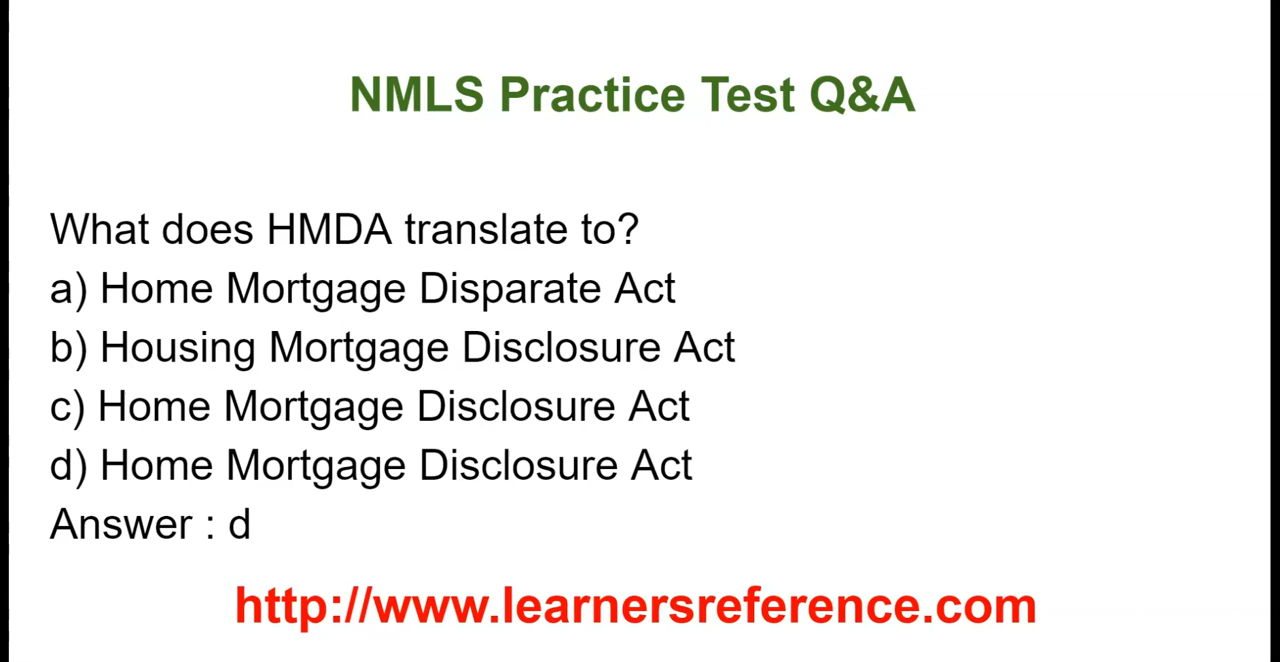 NMLS Practice Test Q&A
What does HMDA translate to?
a) Home Mortgage Disparate Act
b) Housing Mortgage Disclosure Act
c) Home Mortgage Disclosure Act
d) Home Mortgage Disclosure Act
Answer : d
http://www.learnersreference.com